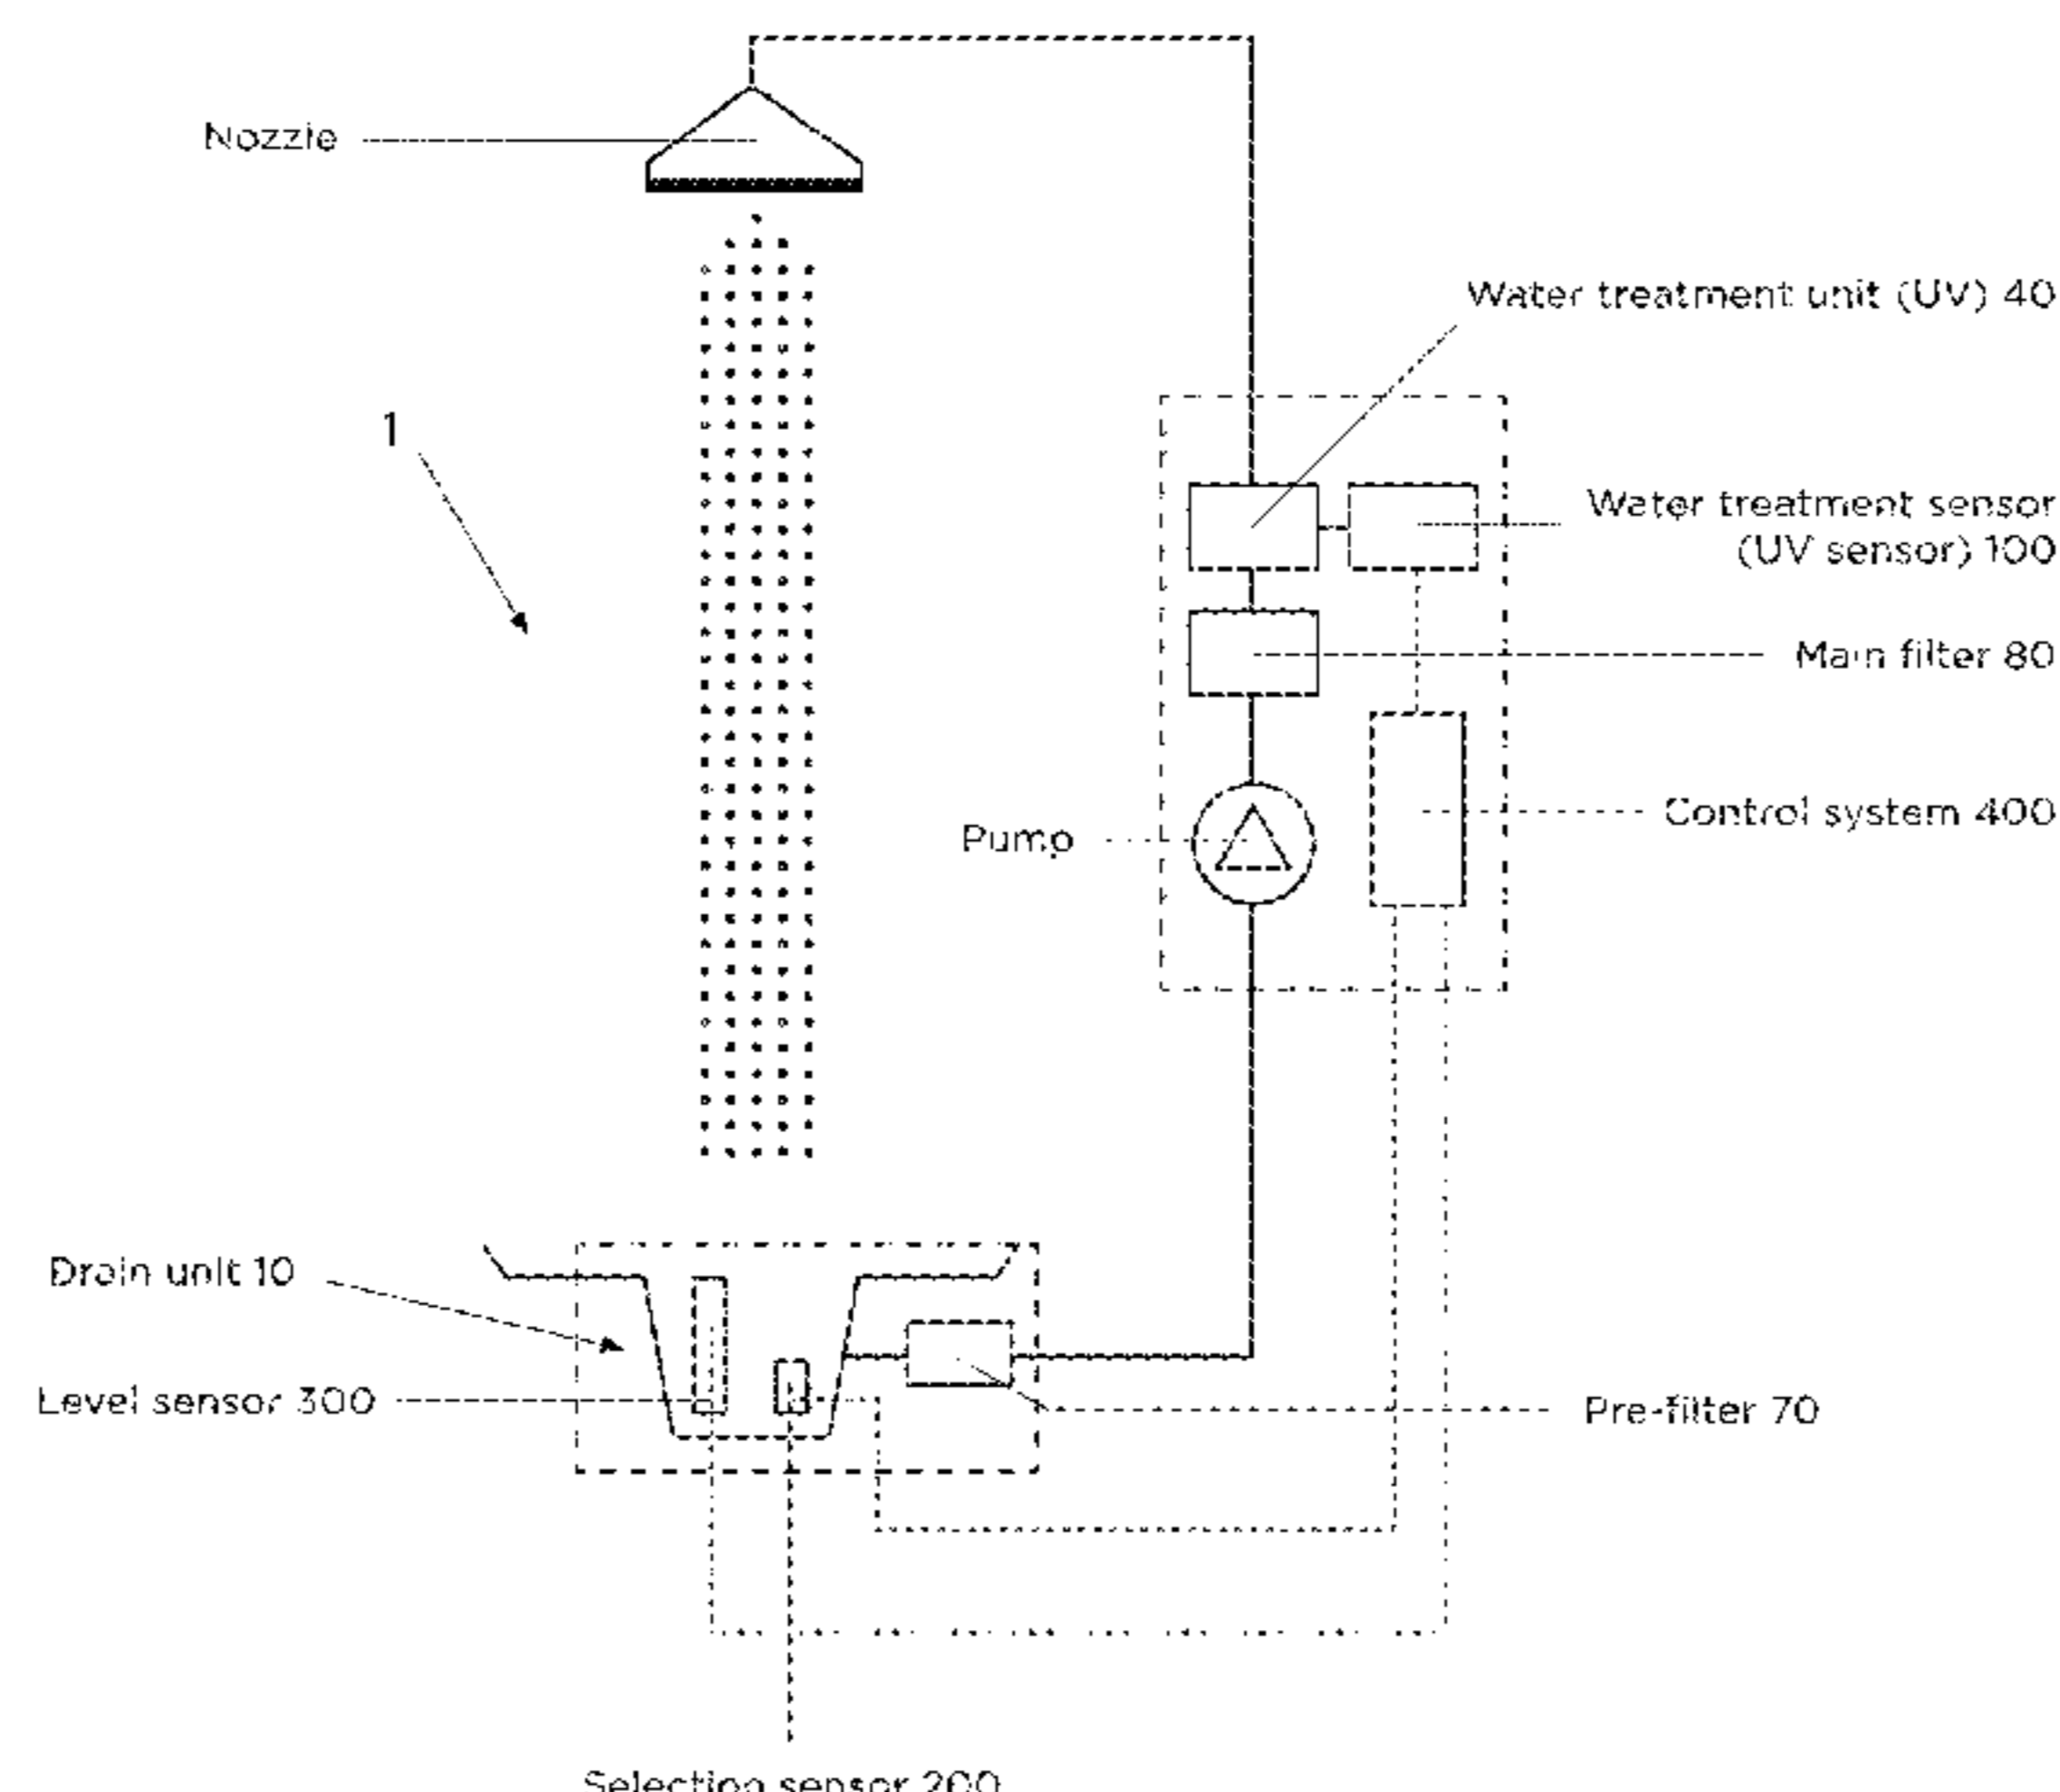 Nozzle
Water treatment unit (UV) 40
1
Water treatment sensor
(UV sensor) 100
Main filter 80
Control system 400
Pump
Drain unit 10
Level sensor 300
Pre-filter 70
Selection sensor 200